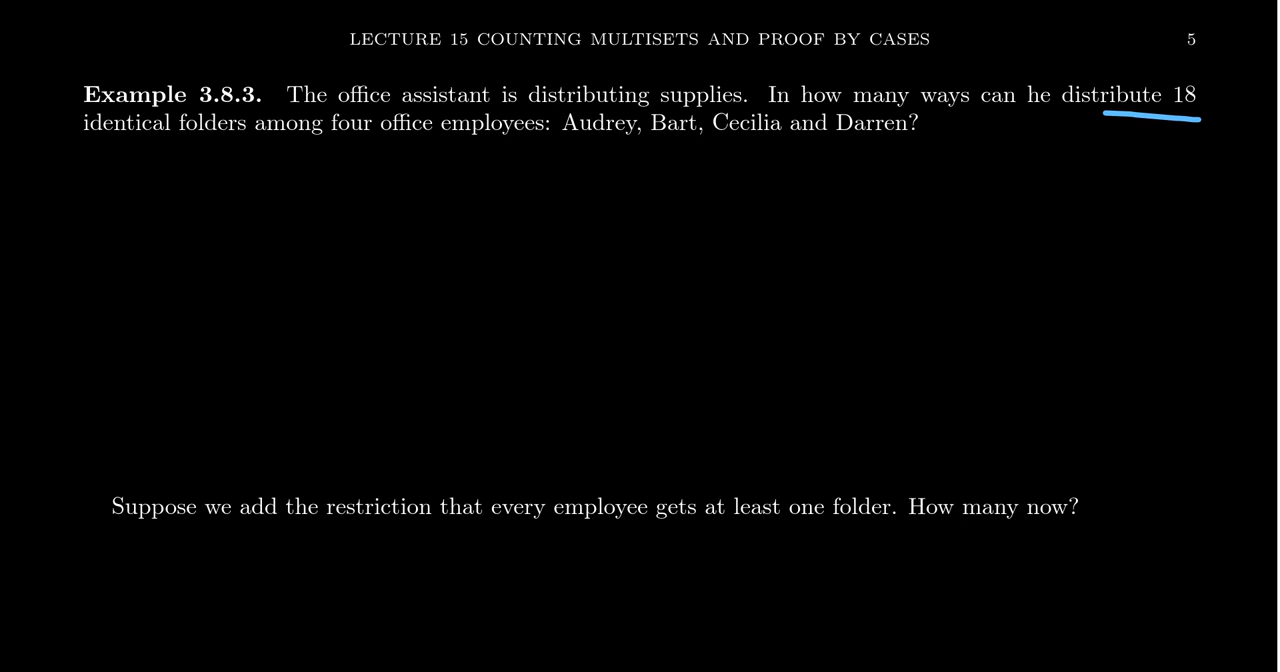 LECTURE 15 COUNTING MULTISETS AND PROOF BY CASES 5
Example 3.8.3. The office assistant is distributing supplies. In how many ways can he distribute 18
identical folders among four office employees: Audrey, Bart, Cecilia and Darren?
Suppose we add the restriction that every employee gets at least one folder. How many now?